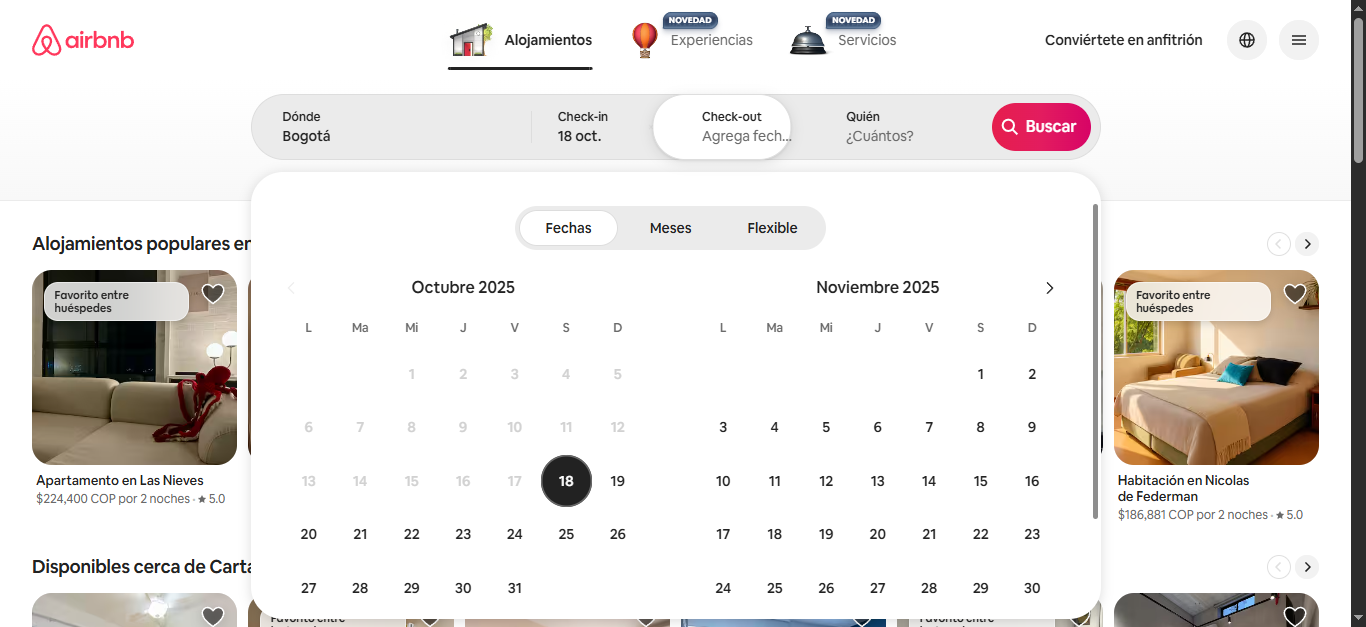 airbnb
Alojamientos
NOVEDAD
Experiencias
NOVEDAD
Servicios
Conviértete en anfitrión
Dónde
Bogotá
Check-in
18 oct.
Check-out
Agrega fech...
Quién
¿Cuántos?
Buscar
Fechas
Meses
Flexible
Octubre 2025
L Ma Mi J V S D
1 2 3 4 5
6 7 8 9 10 11 12
13 14 15 16 17 18 19
20 21 22 23 24 25 26
27 28 29 30 31
Noviembre 2025
L Ma Mi J V S D
1 2
3 4 5 6 7 8 9
10 11 12 13 14 15 16
17 18 19 20 21 22 23
24 25 26 27 28 29 30
Alojamientos populares en
Favorito entre
huéspedes
Apartamento en Las Nieves
$224,400 COP por 2 noches · ★ 5.0
Favorito entre
huéspedes
Habitación en Nicolas
de Federman
$186,881 COP por 2 noches · ★ 5.0
Disponibles cerca de Carta
Favorito entre
Favorito entre